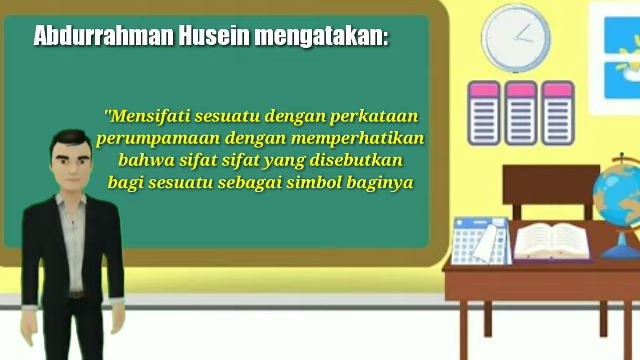 Abdurrahman Husein mengatakan:
"Mensifati sesuatu dengan perkataan
perumpamaan dengan memperhatikan
bahwa sifat sifat yang disebutkan
bagi sesuatu sebagai simbol baginya